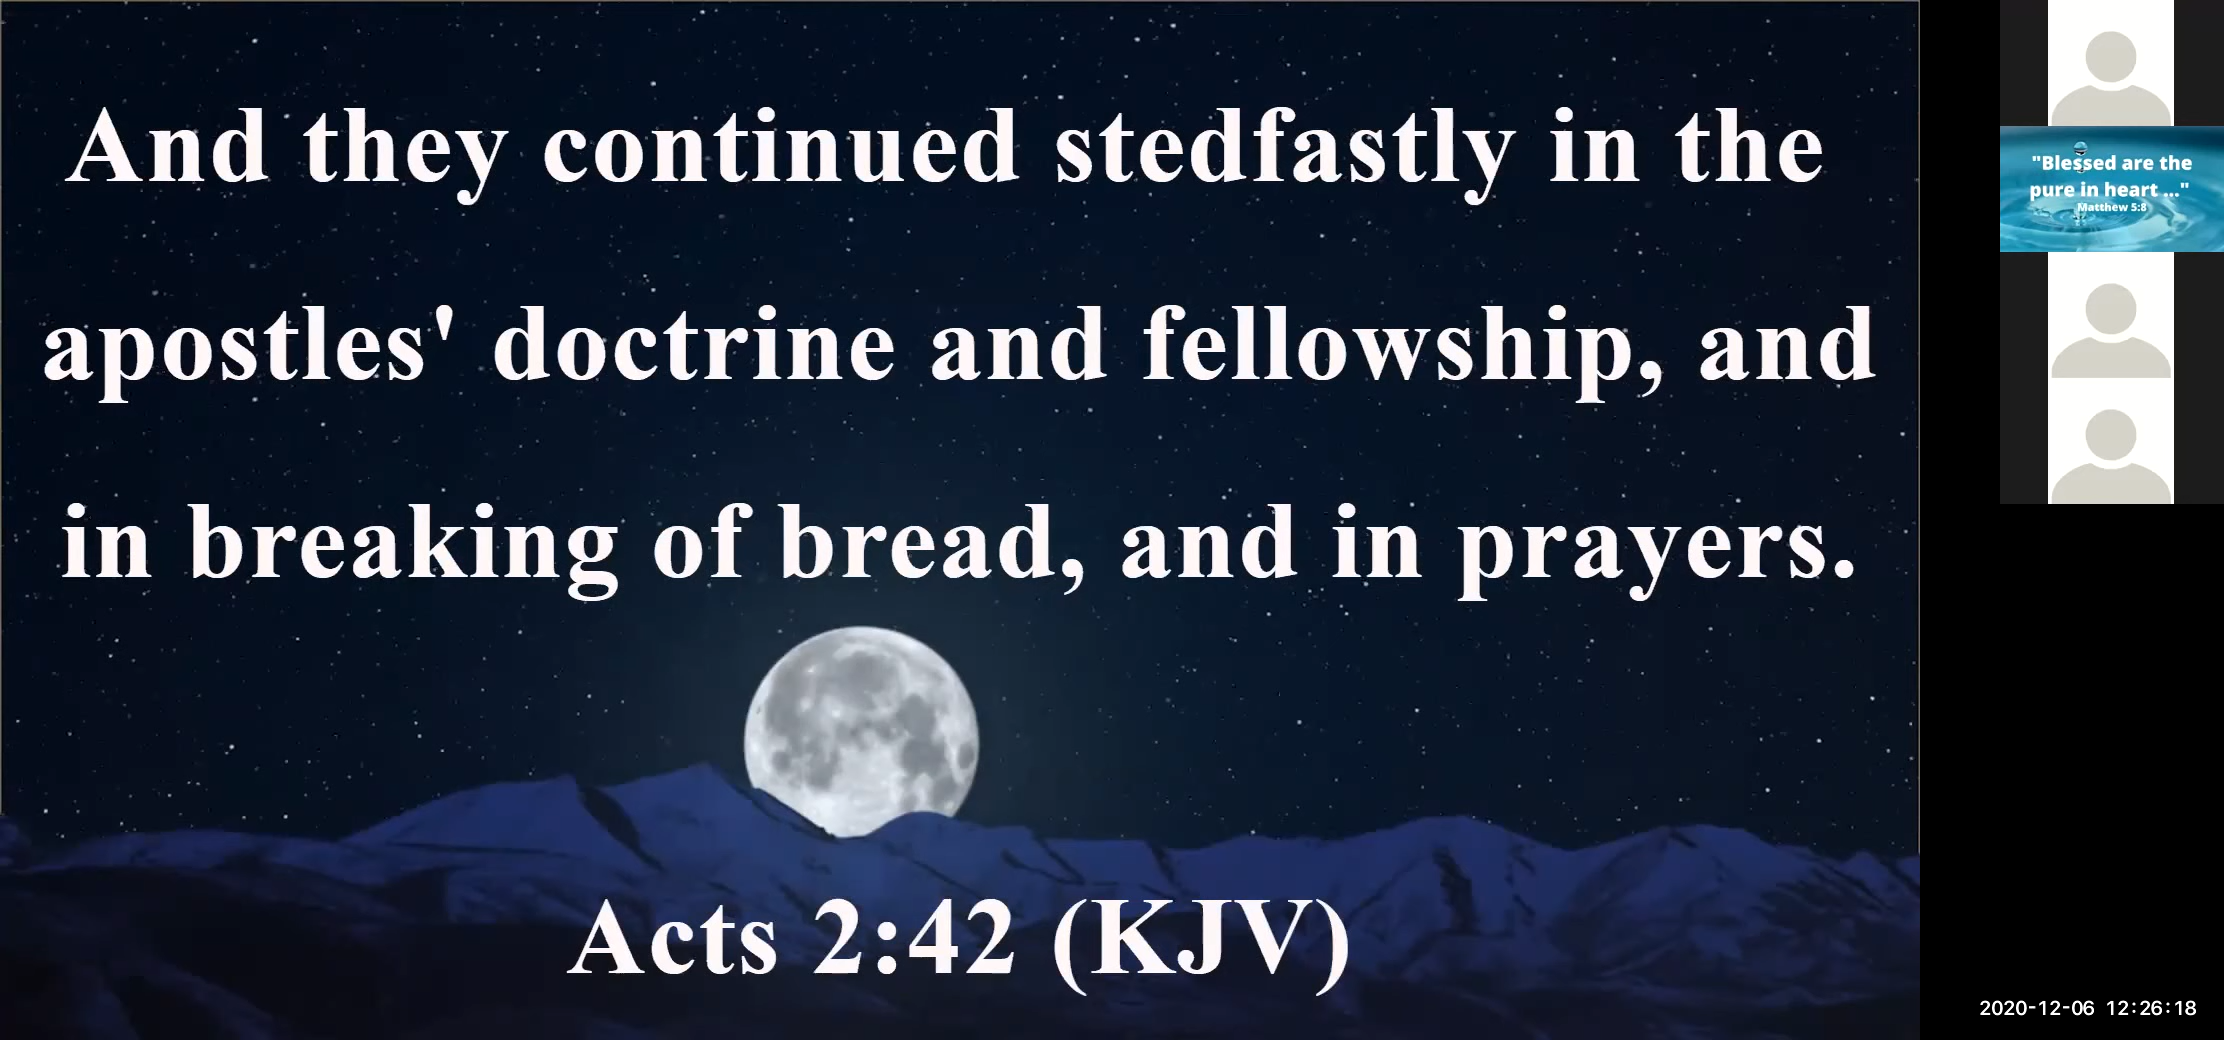 And they continued stedfastly in the
apostles' doctrine and fellowship, and
in breaking of bread, and in prayers.
Acts 2:42 (KJV)
"Blessed are the
pure in heart ..."
Matthew 5:8
2020-12-06 12:26:18